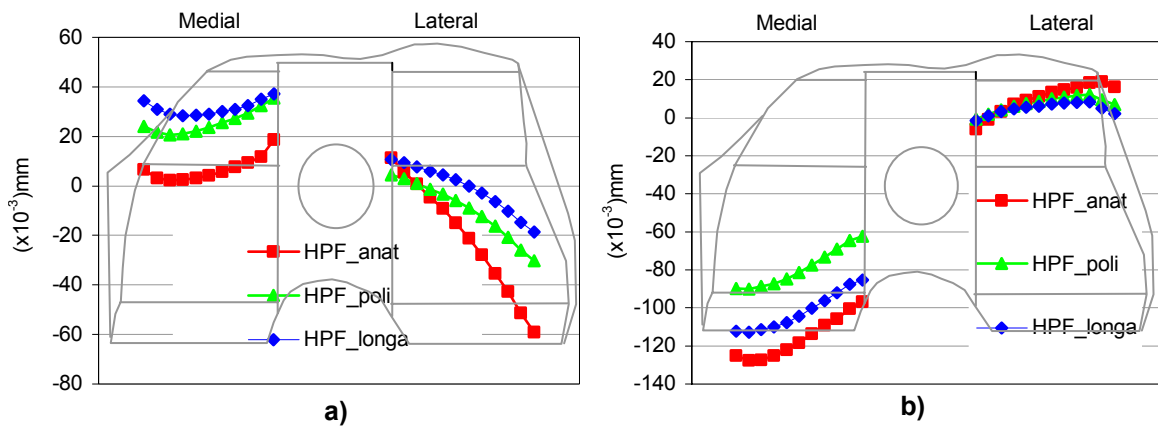 Medial Lateral
60
40
20
0
-20
-40
-60
-80
(x10⁻³)mm
HPF_anat
HPF_poli
HPF_longa
a)
Medial Lateral
40
20
0
-20
-40
-60
-80
-100
-120
-140
(x10⁻³)mm
HPF_anat
HPF_poli
HPF_longa
b)